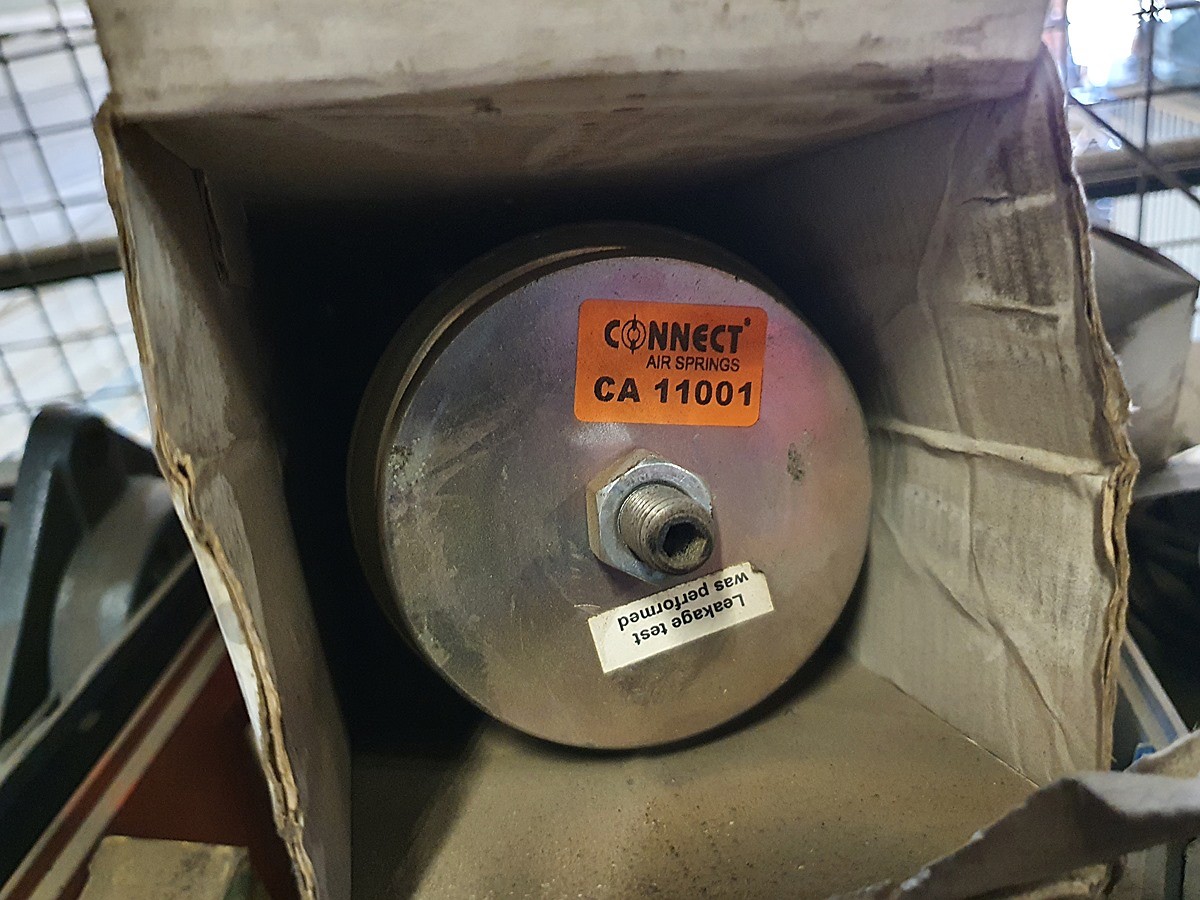 CONNECT®
AIR SPRINGS
CA 11001
Leakage test
was performed